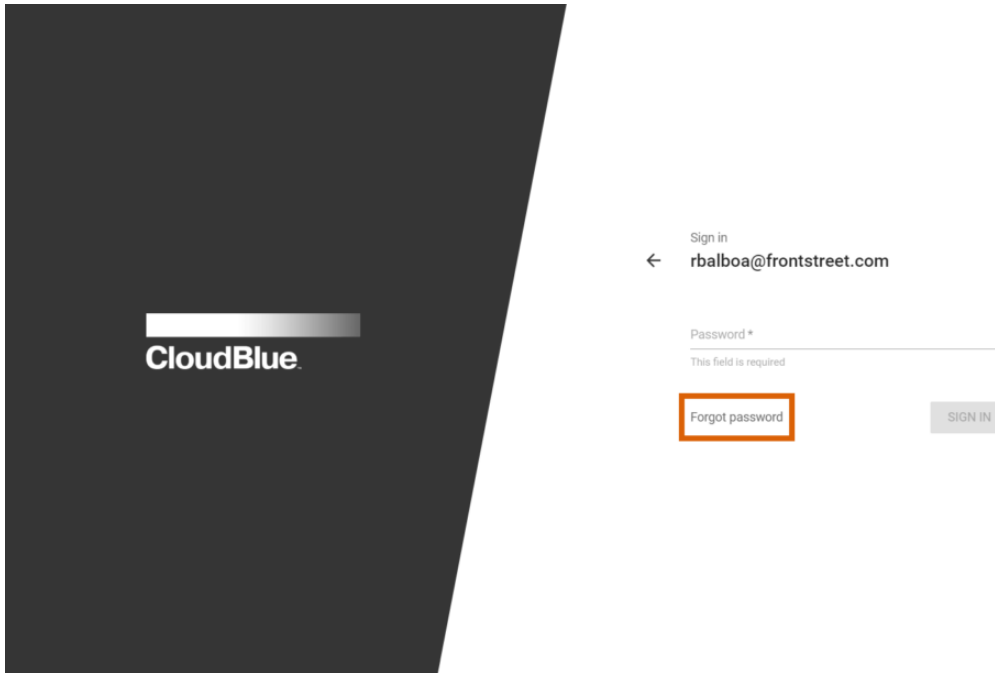 CloudBlue
Sign in
rbalboa@frontstreet.com
Password *
This field is required
Forgot password
SIGN IN